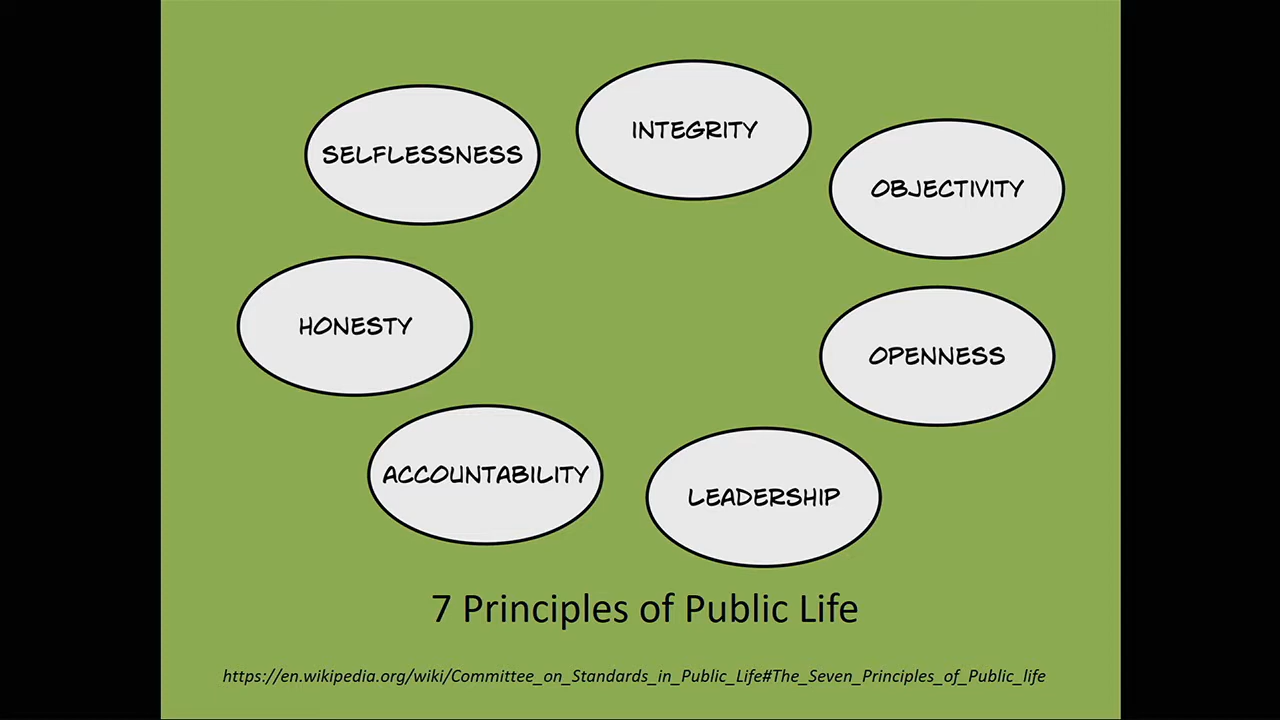 INTEGRITY
SELFLESSNESS
OBJECTIVITY
HONESTY
OPENNESS
ACCOUNTABILITY
LEADERSHIP
7 Principles of Public Life
https://en.wikipedia.org/wiki/Committee_on_Standards_in_Public_Life#The_Seven_Principles_of_Public_life